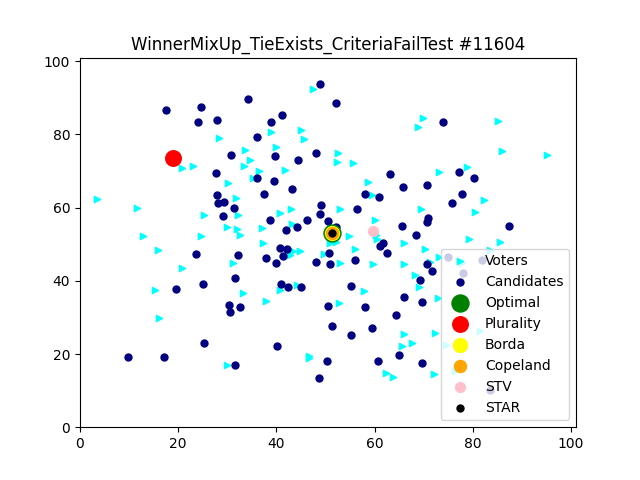 WinnerMixUp_TieExists_CriteriaFailTest #11604
100
80
60
40
20
0
0 20 40 60 80 100
Voters
Candidates
Optimal
Plurality
Borda
Copeland
STV
STAR